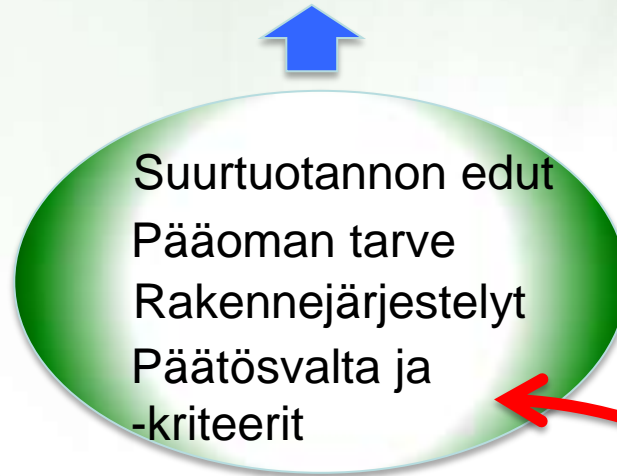 Suurtuotannon edut
Pääoman tarve
Rakennejärjestelyt
Päätösvalta ja
-kriteerit